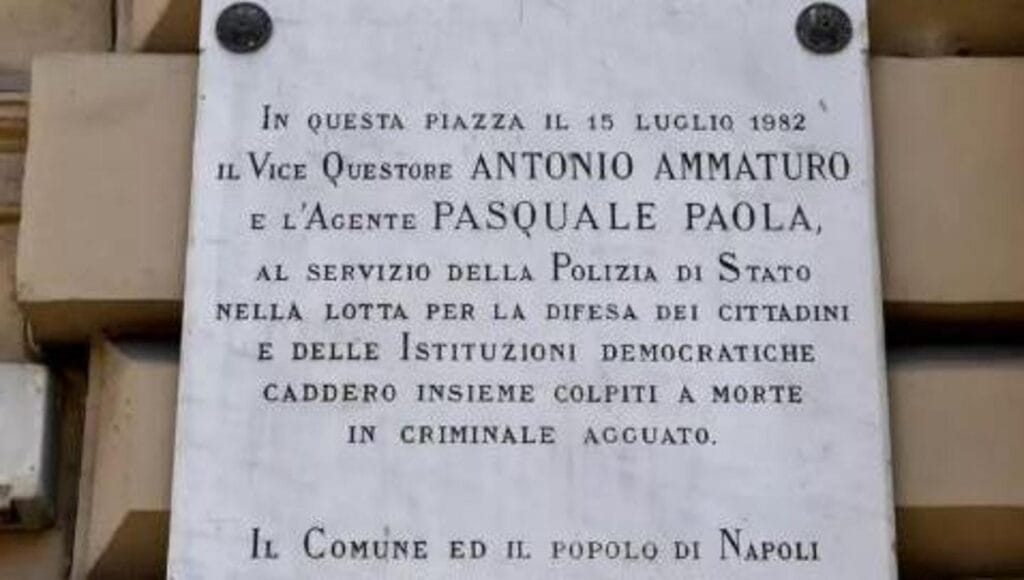 In questa piazza il 15 luglio 1982
il Vice Questore ANTONIO AMMATURO
e l'Agente PASQUALE PAOLA,
al servizio della Polizia di Stato
nella lotta per la difesa dei cittadini
e delle Istituzioni democratiche
caddero insieme colpiti a morte
in criminale agguato.
Il Comune ed il popolo di Napoli